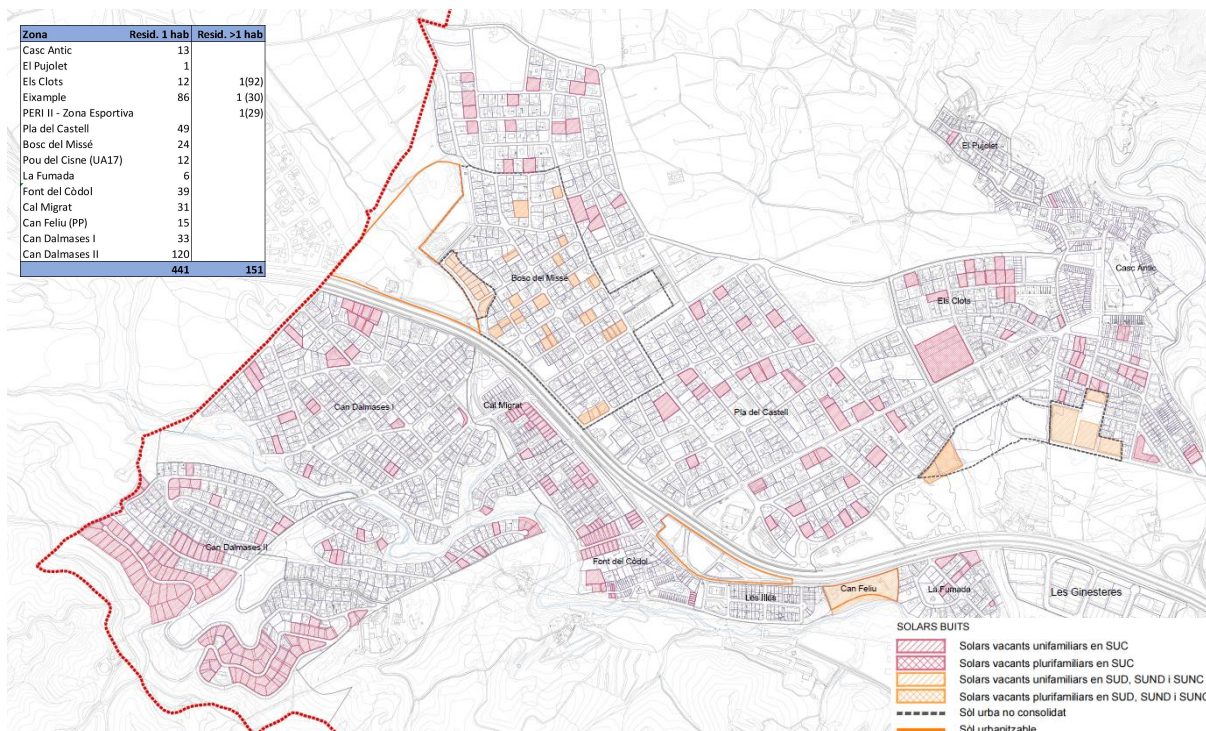 Zona Resid. 1 hab Resid. >1 hab
Casc Antic 13
El Pujolet 1
Els Clots 12 1(92)
Eixample 86 1 (30)
PERI II - Zona Esportiva 1(29)
Pla del Castell 49
Bosc del Missé 24
Pou del Cisne (UA17) 12
La Fumada 6
Font del Còdol 39
Cal Migrat 31
Can Feliu (PP) 15
Can Dalmases I 33
Can Dalmases II 120
441 151
El Pujolet
Casc Antic
Bosc del Missé
Els Clots
Can Dalmases I
Cal Migrat
Pla del Castell
Can Dalmases II
Font del Còdol
Les Illes
Can Feliu
La Fumada
Les Ginesteres
SOLARS BUITS
Solars vacants unifamiliars en SUC
Solars vacants plurifamiliars en SUC
Solars vacants unifamiliars en SUD, SUND i SUNC
Solars vacants plurifamiliars en SUD, SUND i SUNC
Sòl urba no consolidat
Sòl urbanitzable